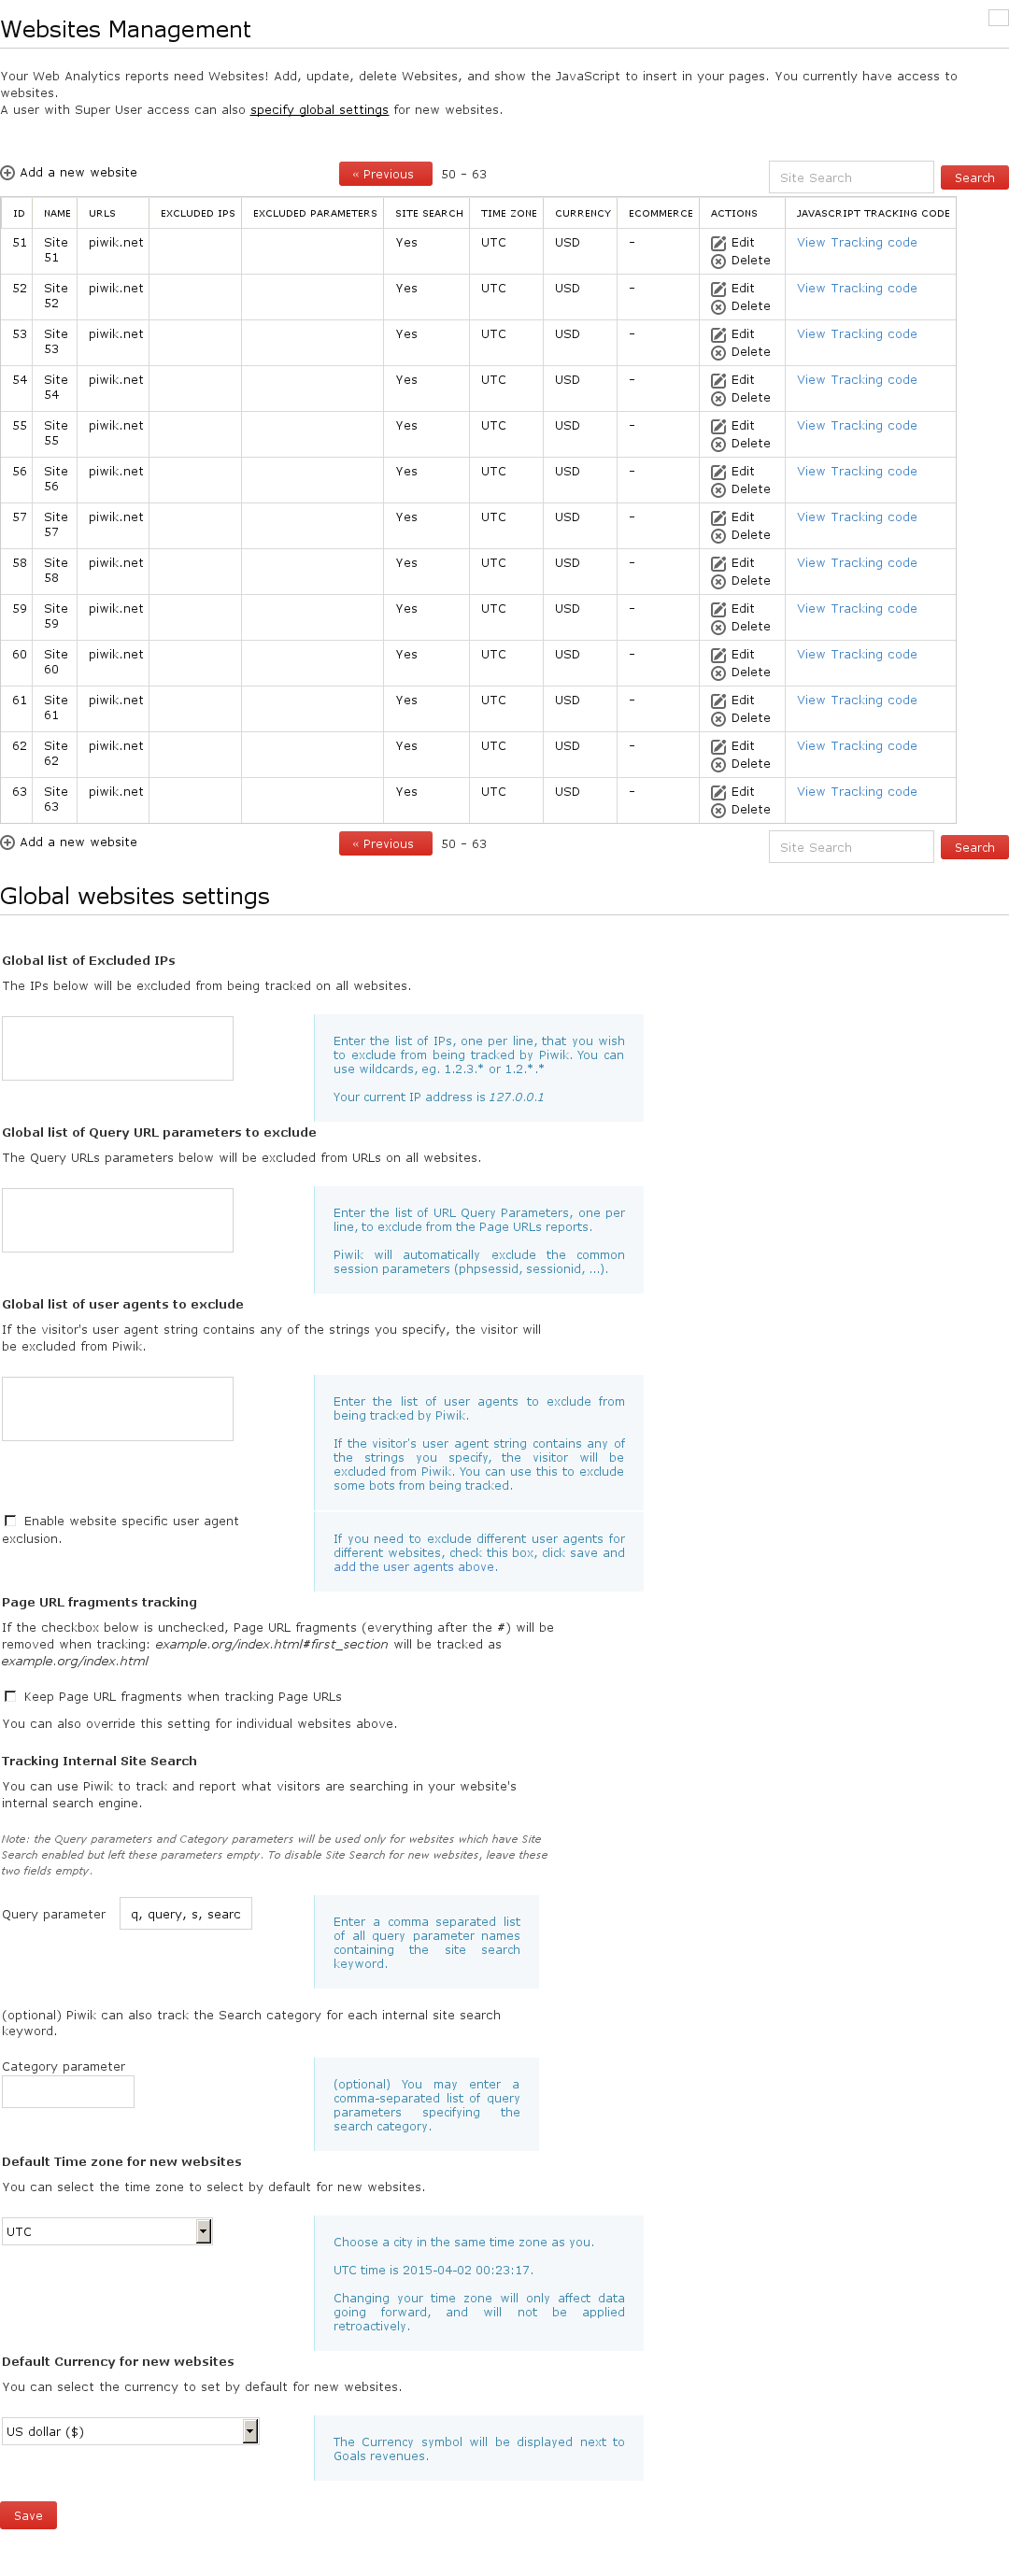 Websites Management
Your Web Analytics reports need Websites! Add, update, delete Websites, and show the JavaScript to insert in your pages. You currently have access to
websites.
A user with Super User access can also specify global settings for new websites.
Add a new website « Previous 50 - 63 Site Search Search
ID NAME URLS EXCLUDED IPS EXCLUDED PARAMETERS SITE SEARCH TIME ZONE CURRENCY ECOMMERCE ACTIONS JAVASCRIPT TRACKING CODE
51 Site piwik.net Yes UTC USD - Edit View Tracking code
51 Delete
52 Site piwik.net Yes UTC USD - Edit View Tracking code
52 Delete
53 Site piwik.net Yes UTC USD - Edit View Tracking code
53 Delete
54 Site piwik.net Yes UTC USD - Edit View Tracking code
54 Delete
55 Site piwik.net Yes UTC USD - Edit View Tracking code
55 Delete
56 Site piwik.net Yes UTC USD - Edit View Tracking code
56 Delete
57 Site piwik.net Yes UTC USD - Edit View Tracking code
57 Delete
58 Site piwik.net Yes UTC USD - Edit View Tracking code
58 Delete
59 Site piwik.net Yes UTC USD - Edit View Tracking code
59 Delete
60 Site piwik.net Yes UTC USD - Edit View Tracking code
60 Delete
61 Site piwik.net Yes UTC USD - Edit View Tracking code
61 Delete
62 Site piwik.net Yes UTC USD - Edit View Tracking code
62 Delete
63 Site piwik.net Yes UTC USD - Edit View Tracking code
63 Delete
Add a new website « Previous 50 - 63 Site Search Search
Global websites settings
Global list of Excluded IPs
The IPs below will be excluded from being tracked on all websites.
Enter the list of IPs, one per line, that you wish
to exclude from being tracked by Piwik. You can
use wildcards, eg. 1.2.3.* or 1.2.*.*
Your current IP address is 127.0.0.1
Global list of Query URL parameters to exclude
The Query URLs parameters below will be excluded from URLs on all websites.
Enter the list of URL Query Parameters, one per
line, to exclude from the Page URLs reports.
Piwik will automatically exclude the common
session parameters (phpsessid, sessionid, ...).
Global list of user agents to exclude
If the visitor's user agent string contains any of the strings you specify, the visitor will
be excluded from Piwik.
Enter the list of user agents to exclude from
being tracked by Piwik.
If the visitor's user agent string contains any of
the strings you specify, the visitor will be
excluded from Piwik. You can use this to exclude
some bots from being tracked.
Enable website specific user agent
exclusion.
If you need to exclude different user agents for
different websites, check this box, click save and
add the user agents above.
Page URL fragments tracking
If the checkbox below is unchecked, Page URL fragments (everything after the #) will be
removed when tracking: example.org/index.html#first_section will be tracked as
example.org/index.html
Keep Page URL fragments when tracking Page URLs
You can also override this setting for individual websites above.
Tracking Internal Site Search
You can use Piwik to track and report what visitors are searching in your website's
internal search engine.
Note: the Query parameters and Category parameters will be used only for websites which have Site
Search enabled but left these parameters empty. To disable Site Search for new websites, leave these
two fields empty.
Query parameter q, query, s, searc
Enter a comma separated list
of all query parameter names
containing the site search
keyword.
(optional) Piwik can also track the Search category for each internal site search
keyword.
Category parameter
(optional) You may enter a
comma-separated list of query
parameters specifying the
search category.
Default Time zone for new websites
You can select the time zone to select by default for new websites.
UTC
Choose a city in the same time zone as you.
UTC time is 2015-04-02 00:23:17.
Changing your time zone will only affect data
going forward, and will not be applied
retroactively.
Default Currency for new websites
You can select the currency to set by default for new websites.
US dollar ($)
The Currency symbol will be displayed next to
Goals revenues.
Save